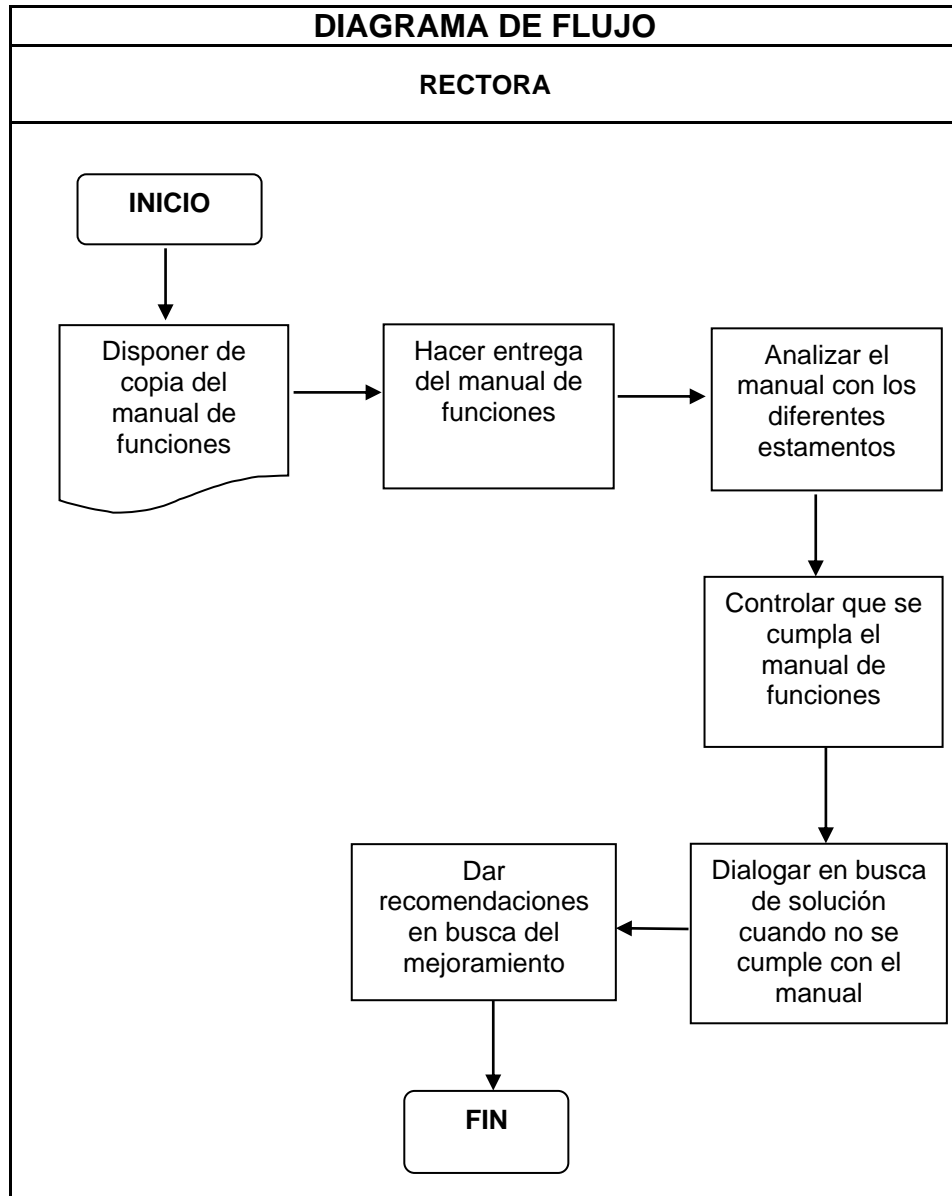 DIAGRAMA DE FLUJO
RECTORA
INICIO
Disponer de
copia del
manual de
funciones
Hacer entrega
del manual de
funciones
Analizar el
manual con los
diferentes
estamentos
Controlar que se
cumpla el
manual de
funciones
Dialogar en busca
de solución
cuando no se
cumple con el
manual
Dar
recomendaciones
en busca del
mejoramiento
FIN